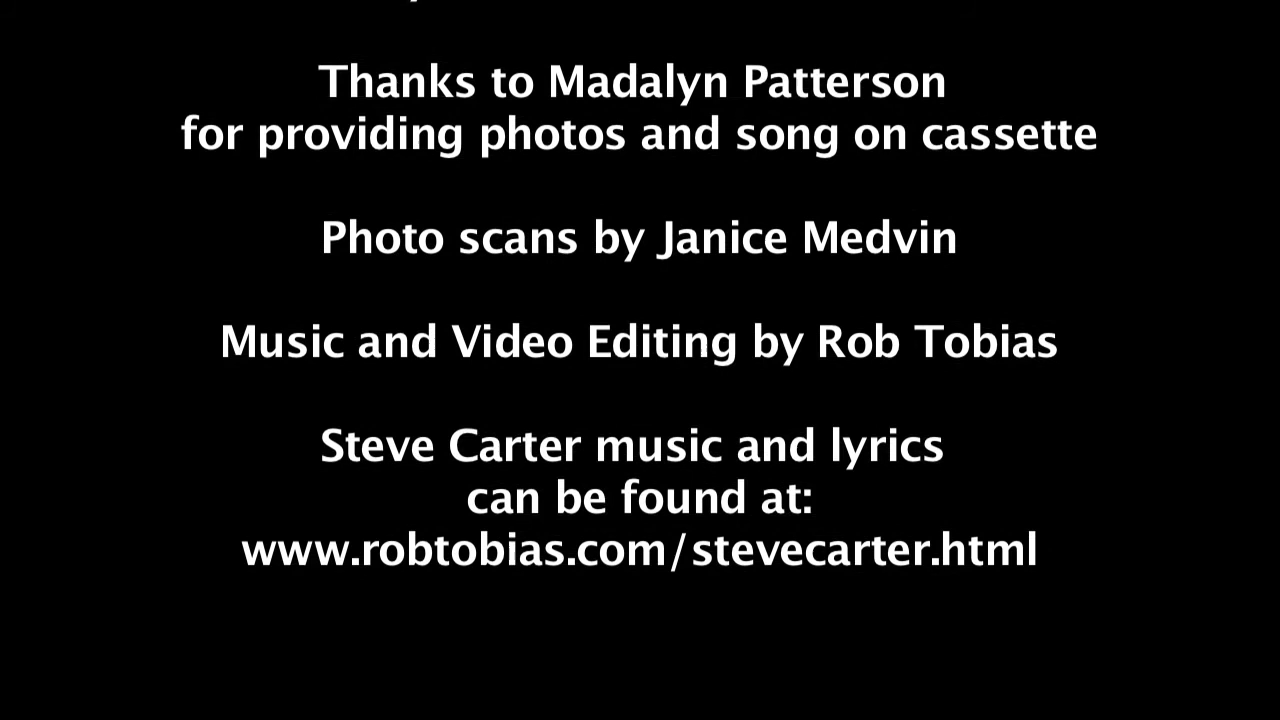 Thanks to Madalyn Patterson
for providing photos and song on cassette
Photo scans by Janice Medvin
Music and Video Editing by Rob Tobias
Steve Carter music and lyrics
can be found at:
www.robtobias.com/stevecarter.html